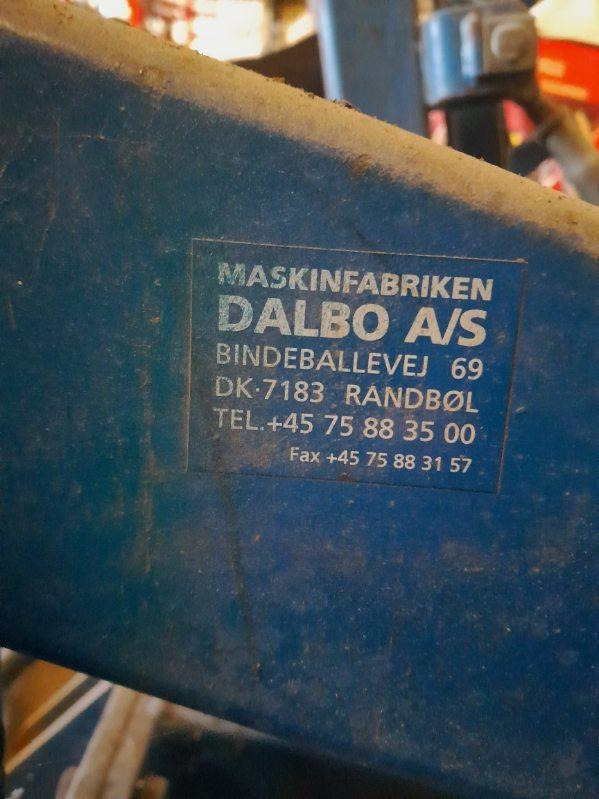 MASKINFABRIKEN
DALBO A/S
BINDEBALLEVEJ 69
DK·7183 RANDBØL
TEL.+45 75 88 35 00
Fax +45 75 88 31 57